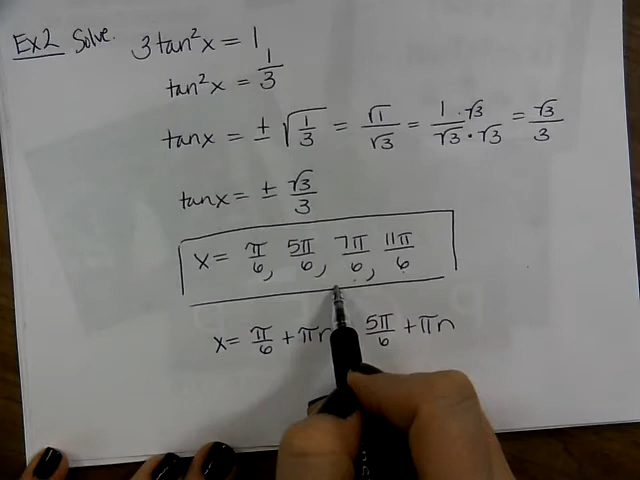 Ex2 Solve. 3tan²x = 1
tan²x = 1/3
tanx = ± √(1/3) = √1/√3 = 1·√3/√3·√3 = √3/3
tanx = ± √3/3
x = π/6, 5π/6, 7π/6, 11π/6
x = π/6 + πn 5π/6 + πn